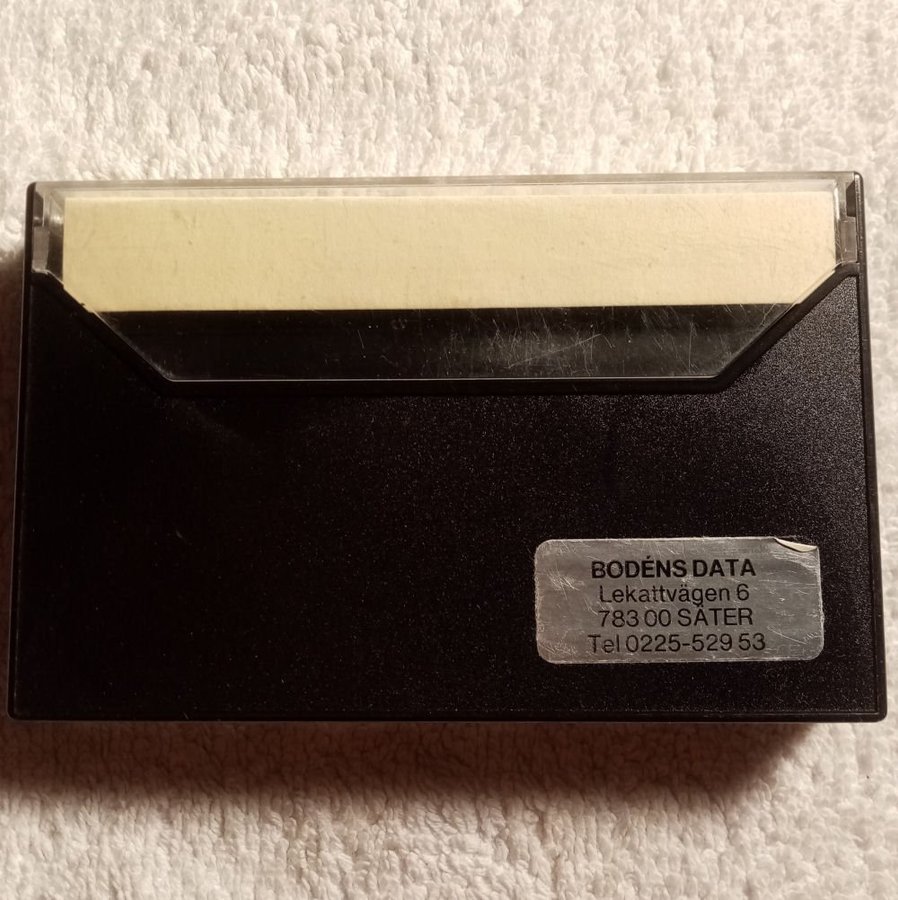 BODÉNS DATA
Lekattvägen 6
783 00 SÄTER
Tel 0225-529 53